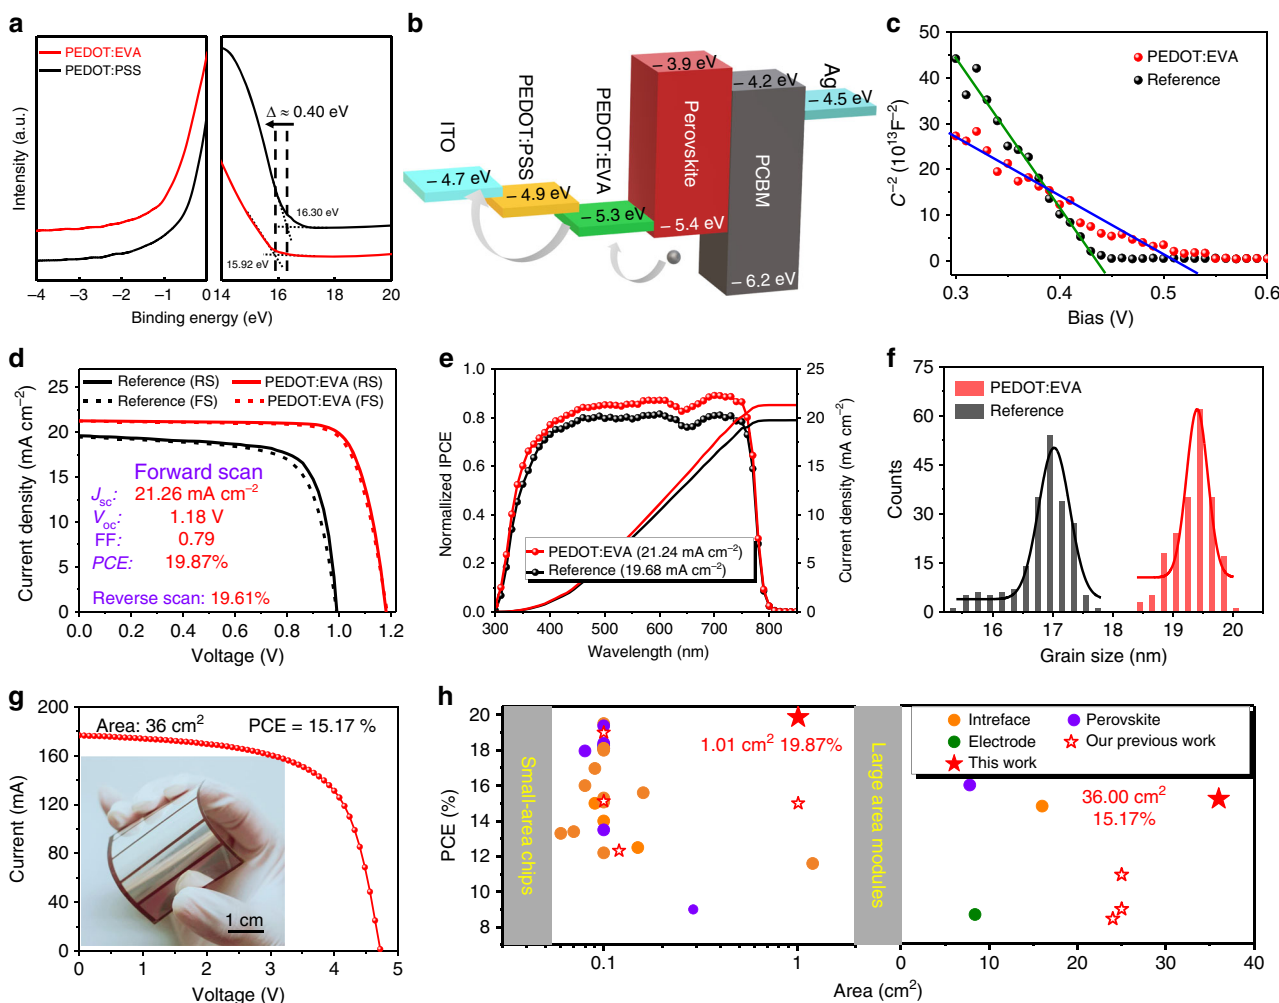 a
PEDOT:EVA
PEDOT:PSS
Δ ≈ 0.40 eV
16.30 eV
15.92 eV
Intensity (a.u.)
–4 –3 –2 –1 0 14 16 18 20
Binding energy (eV)
b
ITO
PEDOT:PSS
PEDOT:EVA
Perovskite
PCBM
Ag
– 4.7 eV
– 4.9 eV
– 5.3 eV
– 3.9 eV
– 5.4 eV
– 4.2 eV
– 6.2 eV
– 4.5 eV
c
PEDOT:EVA
Reference
C⁻² (10¹³F⁻²)
50
40
30
20
10
0
0.3 0.4 0.5 0.6
Bias (V)
d
Reference (RS) PEDOT:EVA (RS)
Reference (FS) PEDOT:EVA (FS)
Forward scan
Jsc: 21.26 mA cm⁻²
Voc: 1.18 V
FF: 0.79
PCE: 19.87%
Reverse scan: 19.61%
Current density (mA cm⁻²)
25
20
15
10
5
0
0.0 0.2 0.4 0.6 0.8 1.0 1.2
Voltage (V)
e
Normalized IPCE
1.0
0.8
0.6
0.4
0.2
0.0
PEDOT:EVA (21.24 mA cm⁻²)
Reference (19.68 mA cm⁻²)
25
20
15
10
5
0
Current density (mA cm⁻²)
300 400 500 600 700 800
Wavelength (nm)
f
PEDOT:EVA
Reference
Counts
75
60
45
30
15
0
16 17 18 19 20
Grain size (nm)
g
Area: 36 cm² PCE = 15.17 %
1 cm
Current (mA)
200
160
120
80
40
0
0 1 2 3 4 5
Voltage (V)
h
PCE (%)
20
18
16
14
12
10
8
Small-area chips
1.01 cm² 19.87%
Large area modules
Intreface Perovskite
Electrode Our previous work
This work
36.00 cm²
15.17%
0.1 1 0 10 20 30 40
Area (cm²)